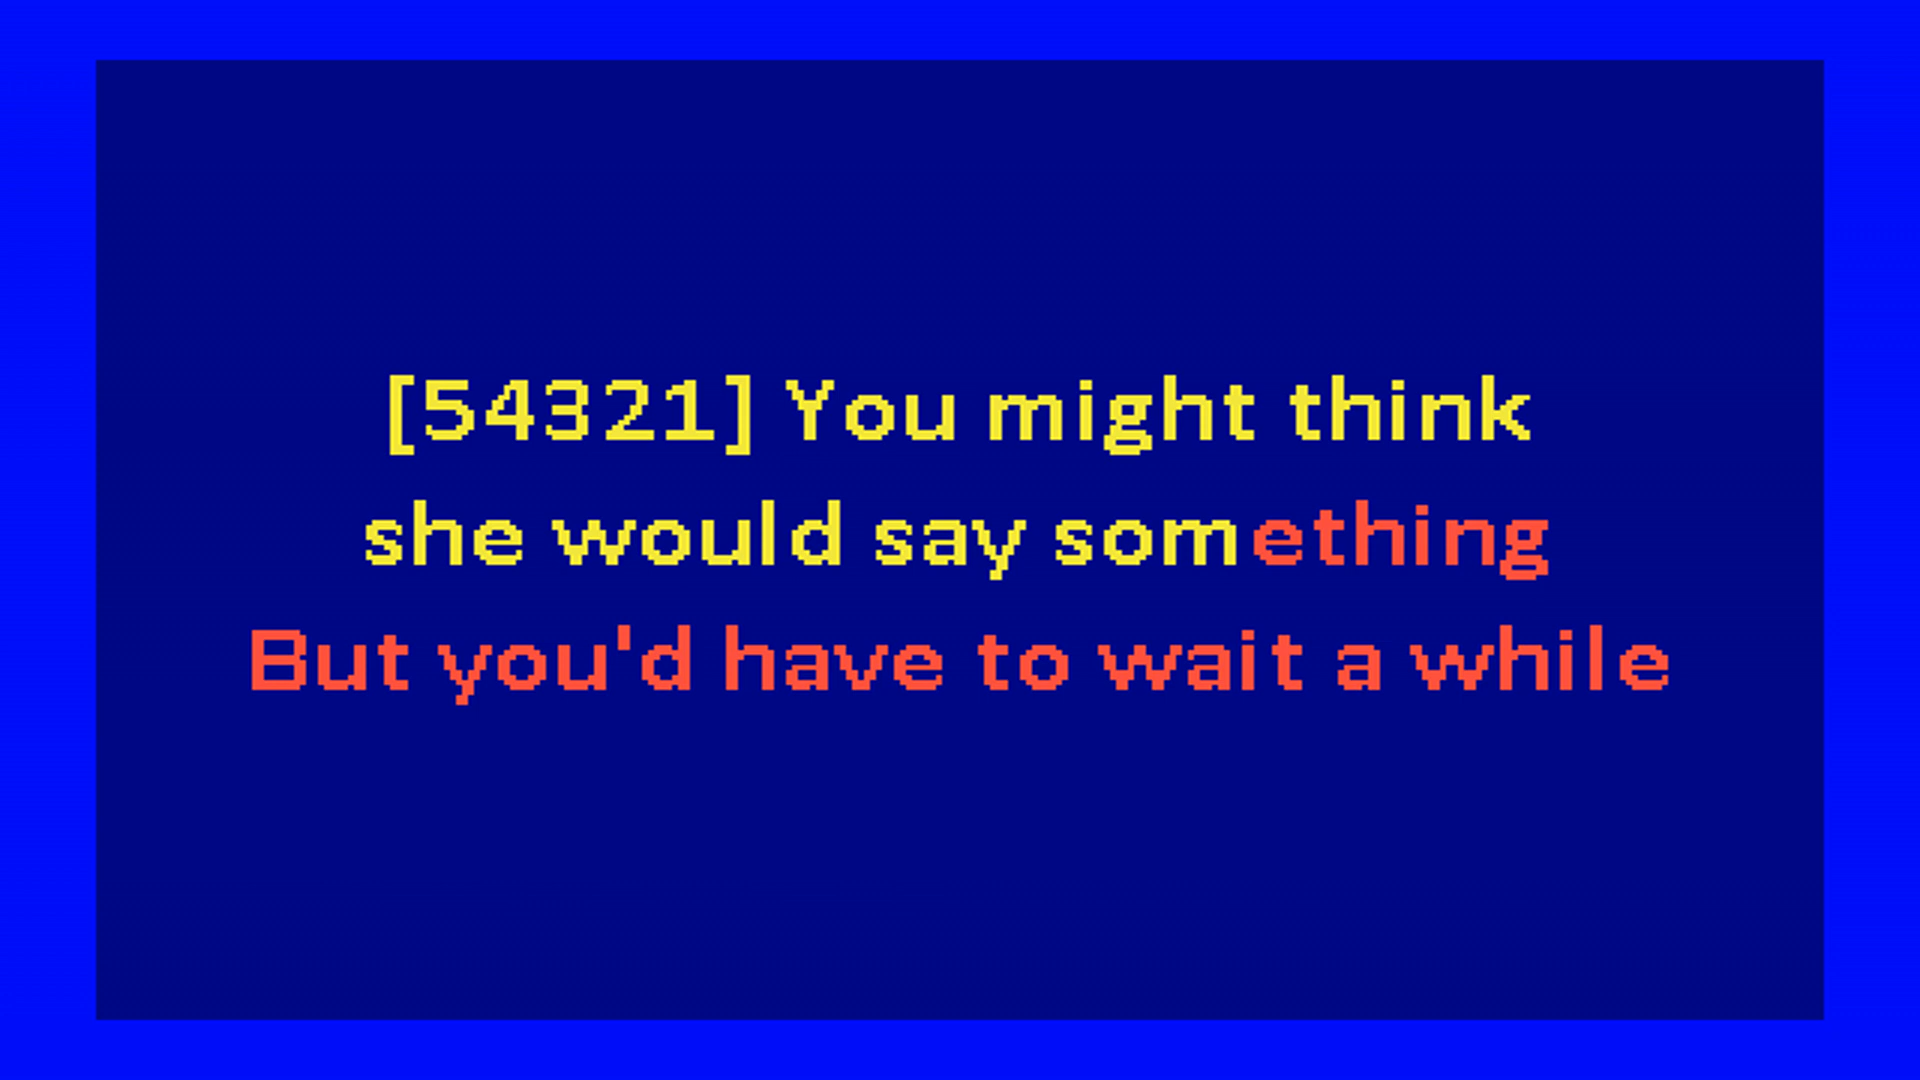 [54321] You might think
she would say something
But you'd have to wait a while